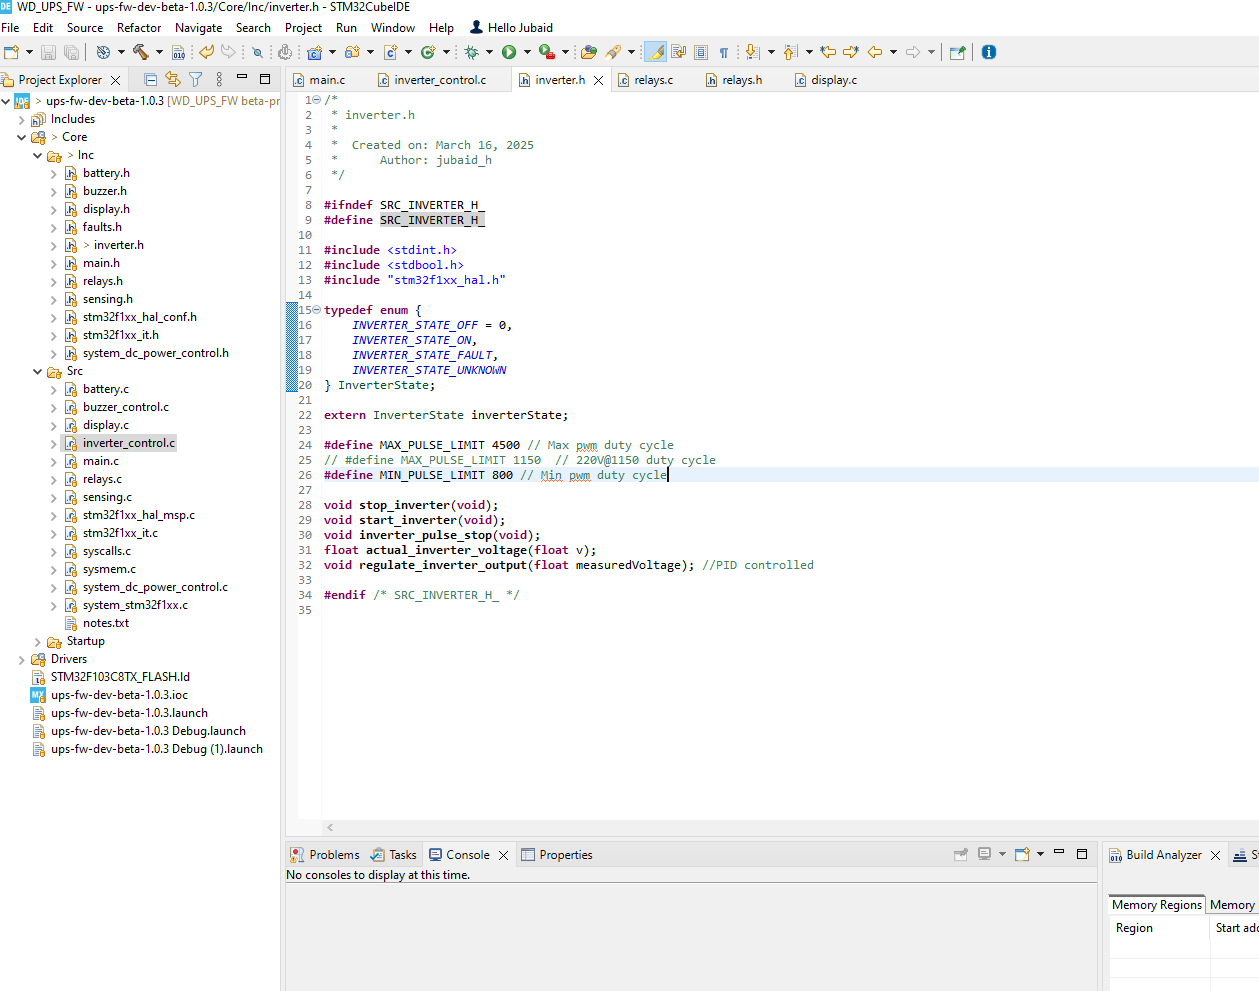 WD_UPS_FW - ups-fw-dev-beta-1.0.3/Core/Inc/inverter.h - STM32CubeIDE
File Edit Source Refactor Navigate Search Project Run Window Help Hello Jubaid
Project Explorer
main.c inverter_control.c inverter.h relays.c relays.h display.c
> ups-fw-dev-beta-1.0.3 [WD_UPS_FW beta-pr
Includes
> Core
> Inc
battery.h
buzzer.h
display.h
faults.h
> inverter.h
main.h
relays.h
sensing.h
stm32f1xx_hal_conf.h
stm32f1xx_it.h
system_dc_power_control.h
Src
battery.c
buzzer_control.c
display.c
inverter_control.c
main.c
relays.c
sensing.c
stm32f1xx_hal_msp.c
stm32f1xx_it.c
syscalls.c
sysmem.c
system_dc_power_control.c
system_stm32f1xx.c
notes.txt
Startup
Drivers
STM32F103C8TX_FLASH.ld
ups-fw-dev-beta-1.0.3.ioc
ups-fw-dev-beta-1.0.3.launch
ups-fw-dev-beta-1.0.3 Debug.launch
ups-fw-dev-beta-1.0.3 Debug (1).launch
1 /*
2  * inverter.h
3  *
4  *  Created on: March 16, 2025
5  *      Author: jubaid_h
6  */
7
8 #ifndef SRC_INVERTER_H_
9 #define SRC_INVERTER_H_
10
11 #include <stdint.h>
12 #include <stdbool.h>
13 #include "stm32f1xx_hal.h"
14
15 typedef enum {
16     INVERTER_STATE_OFF = 0,
17     INVERTER_STATE_ON,
18     INVERTER_STATE_FAULT,
19     INVERTER_STATE_UNKNOWN
20 } InverterState;
21
22 extern InverterState inverterState;
23
24 #define MAX_PULSE_LIMIT 4500 // Max pwm duty cycle
25 // #define MAX_PULSE_LIMIT 1150  // 220V@1150 duty cycle
26 #define MIN_PULSE_LIMIT 800 // Min pwm duty cycle
27
28 void stop_inverter(void);
29 void start_inverter(void);
30 void inverter_pulse_stop(void);
31 float actual_inverter_voltage(float v);
32 void regulate_inverter_output(float measuredVoltage); //PID controlled
33
34 #endif /* SRC_INVERTER_H_ */
35
Problems Tasks Console Properties
No consoles to display at this time.
Build Analyzer
Memory Regions Memory
Region Start add